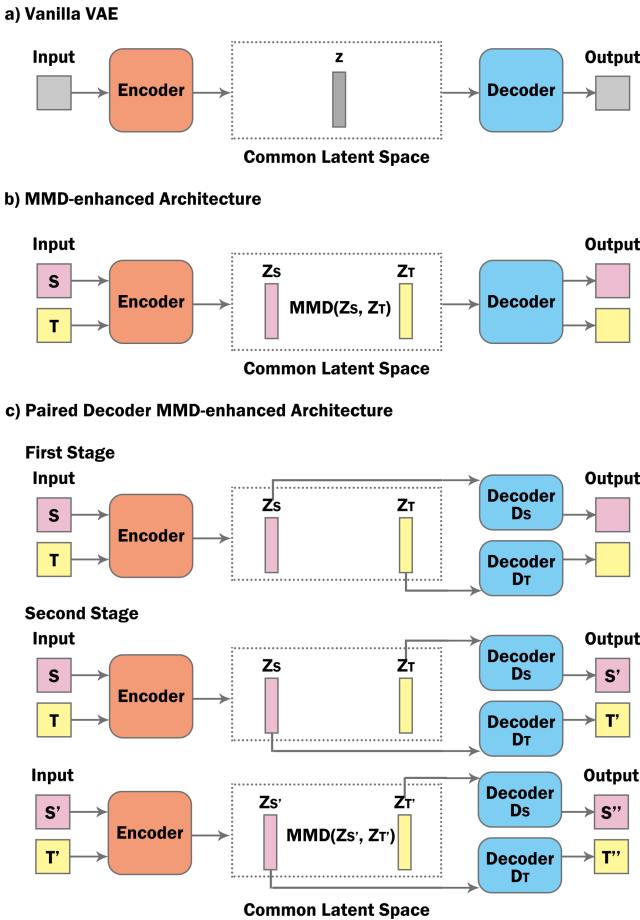 a) Vanilla VAE
Input
Output
z
Encoder
Decoder
Common Latent Space
b) MMD-enhanced Architecture
Input
Output
ZS
ZT
S
Encoder
MMD(ZS, ZT)
Decoder
T
Common Latent Space
c) Paired Decoder MMD-enhanced Architecture
First Stage
Input
Output
ZS
ZT
Decoder
DS
S
Encoder
T
Decoder
DT
Second Stage
Input
Output
ZS
ZT
Decoder
DS
S
S’
Encoder
T
T’
Decoder
DT
Input
Output
ZS’
ZT’
Decoder
DS
S’
S’’
Encoder
MMD(ZS’, ZT’)
T’
T’’
Decoder
DT
Common Latent Space